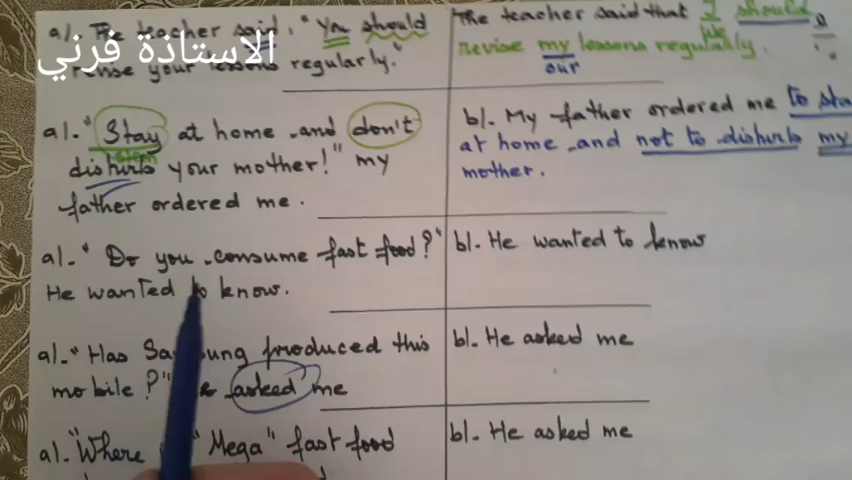 a/. The teacher said: "You should
الاستاذة فرني
revise your lessons regularly."
The teacher said that I should
we
revise my lessons regularly.
our
a/. "Stay at home and don't
disturb your mother!" my
father ordered me.
b/. My father ordered me to
at home and not to disturb my
mother.
a/. "Do you consume fast food?"
He wanted to know.
b/. He wanted to know
a/. "Has Samsung produced this
mobile?" asked me
b/. He asked me
a/. "Where "Mega" fast food
b/. He asked me